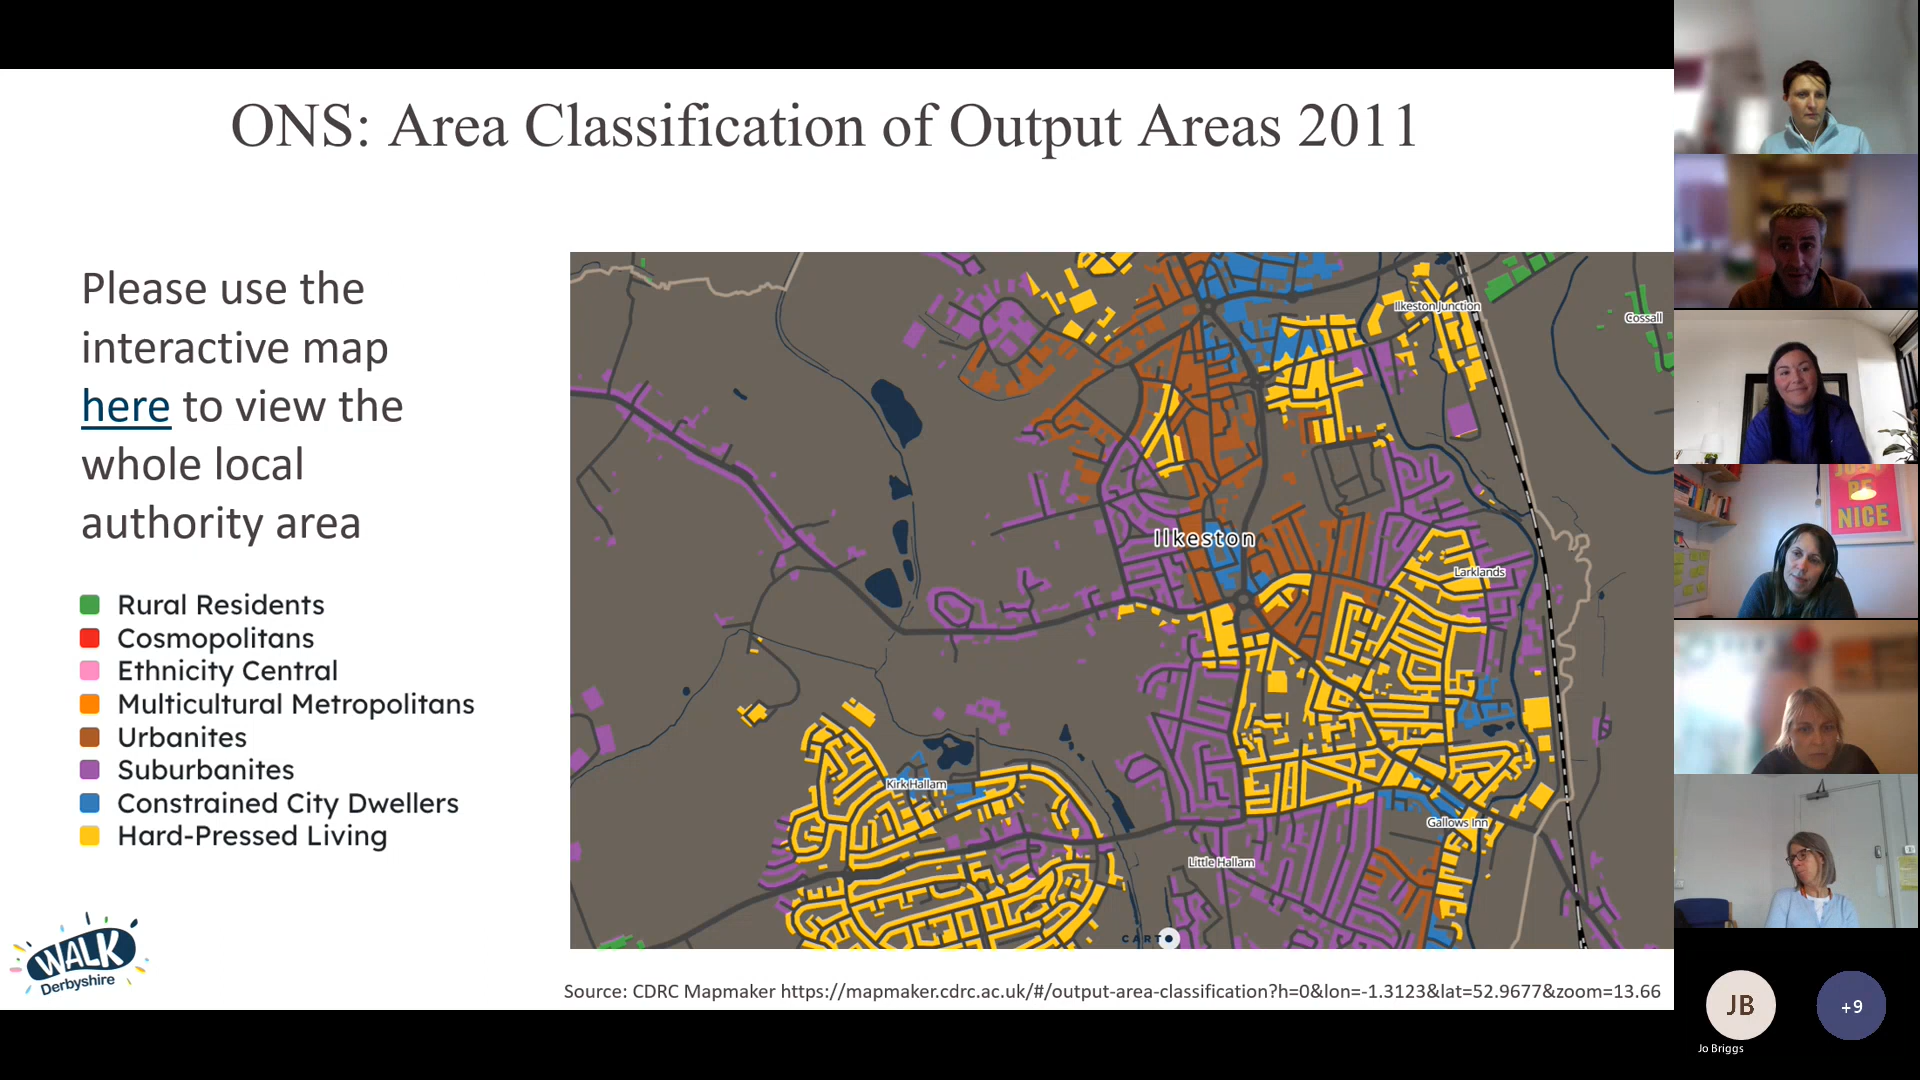 ONS: Area Classification of Output Areas 2011
Please use the
interactive map
here to view the
whole local
authority area
Rural Residents
Cosmopolitans
Ethnicity Central
Multicultural Metropolitans
Urbanites
Suburbanites
Constrained City Dwellers
Hard-Pressed Living
WALK
Derbyshire
Ilkeston Junction
Cossall
Ilkeston
Larklands
Kirk Hallam
Gallows Inn
Little Hallam
CARTO
Source: CDRC Mapmaker https://mapmaker.cdrc.ac.uk/#/output-area-classification?h=0&lon=-1.3123&lat=52.9677&zoom=13.66
JUST
BE
NICE
JB
+9
Jo Briggs